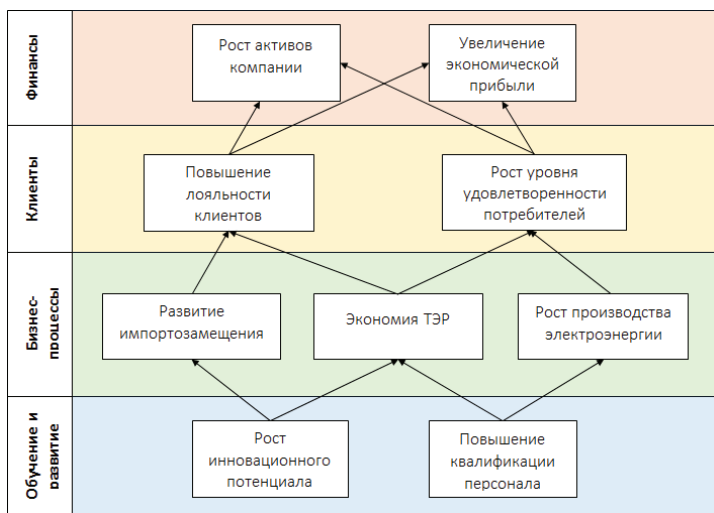 Финансы
Рост активов
компании
Увеличение
экономической
прибыли
Клиенты
Повышение
лояльности
клиентов
Рост уровня
удовлетворенности
потребителей
Бизнес-
процессы
Развитие
импортозамещения
Экономия ТЭР
Рост производства
электроэнергии
Обучение и
развитие
Рост
инновационного
потенциала
Повышение
квалификации
персонала